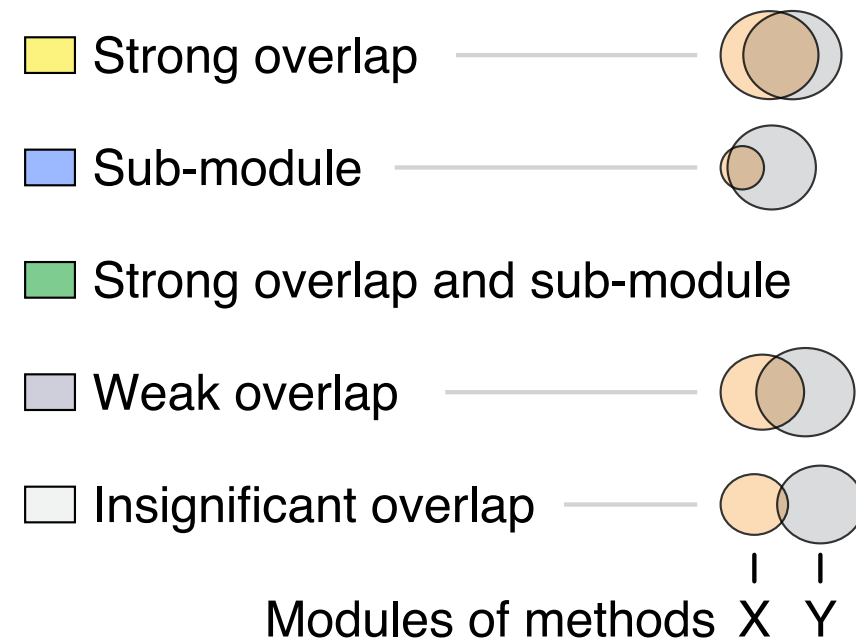 Strong overlap
Sub-module
Strong overlap and sub-module
Weak overlap
Insignificant overlap
Modules of methods X Y